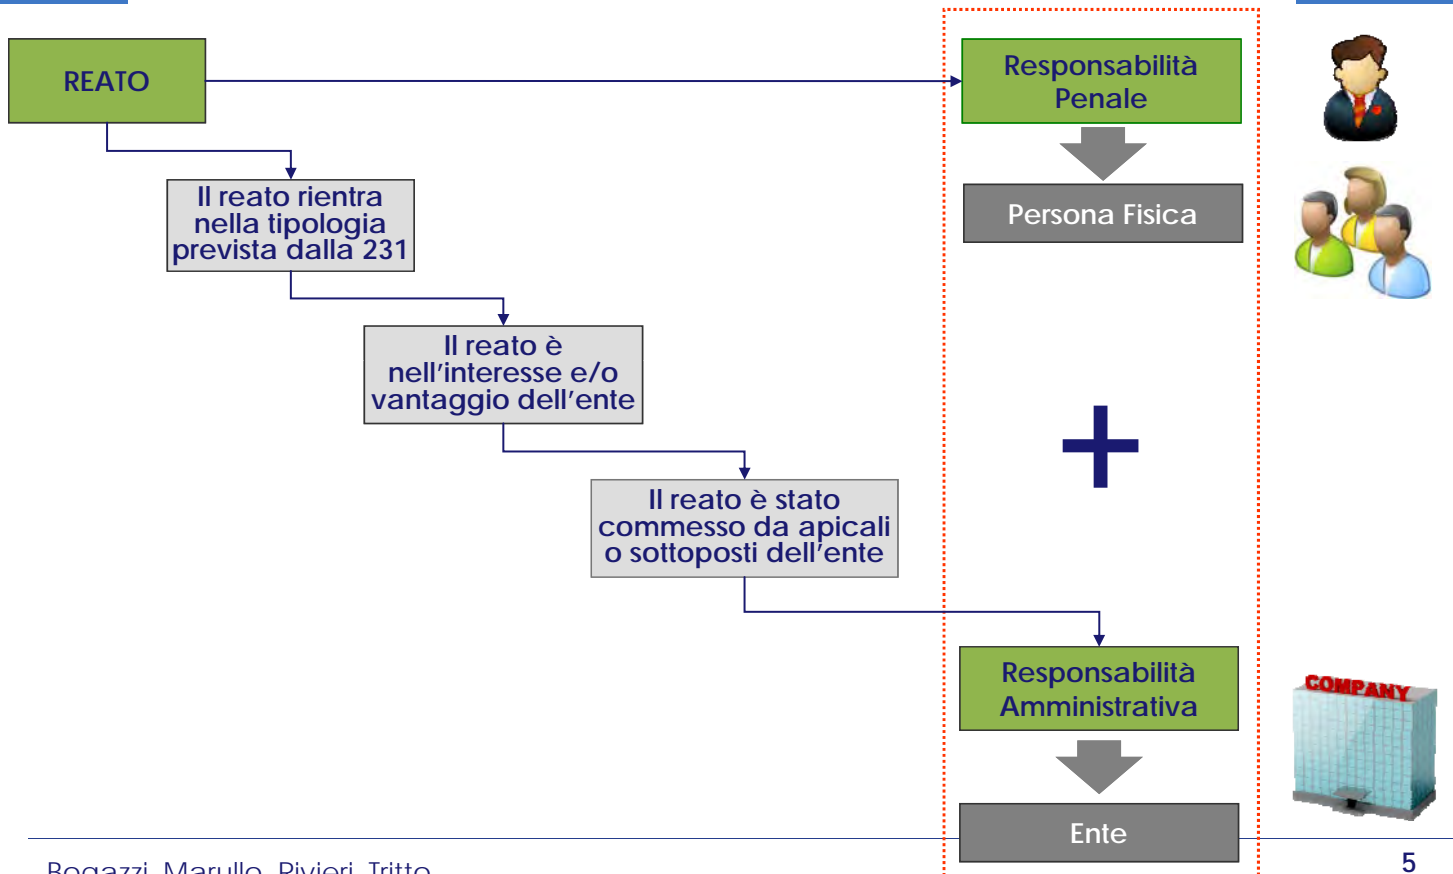 REATO
Responsabilità
Penale
Il reato rientra
nella tipologia
prevista dalla 231
Persona Fisica
Il reato è
nell'interesse e/o
vantaggio dell'ente
+
Il reato è stato
commesso da apicali
o sottoposti dell'ente
Responsabilità
Amministrativa
COMPANY
Ente
Bogazzi, Marullo, Rivieri, Tritto
5